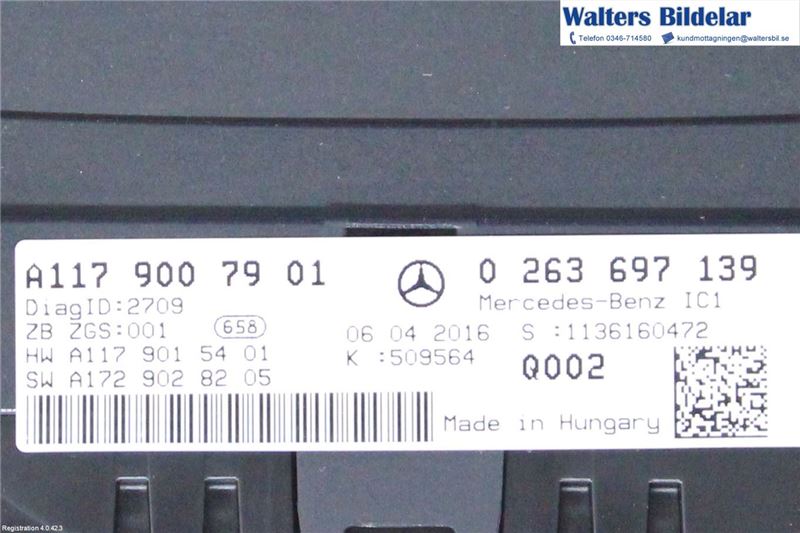 Walters Bildelar
Telefon 0346-714580 kundmottagningen@waltersbil.se
A117 900 79 01 0 263 697 139
DiagID:2709 Mercedes-Benz IC1
ZB ZGS:001 658 06 04 2016 S :1136160472
HW A117 901 54 01 K :509564 Q002
SW A172 902 82 05
Made in Hungary
Registration 4.0.42.3